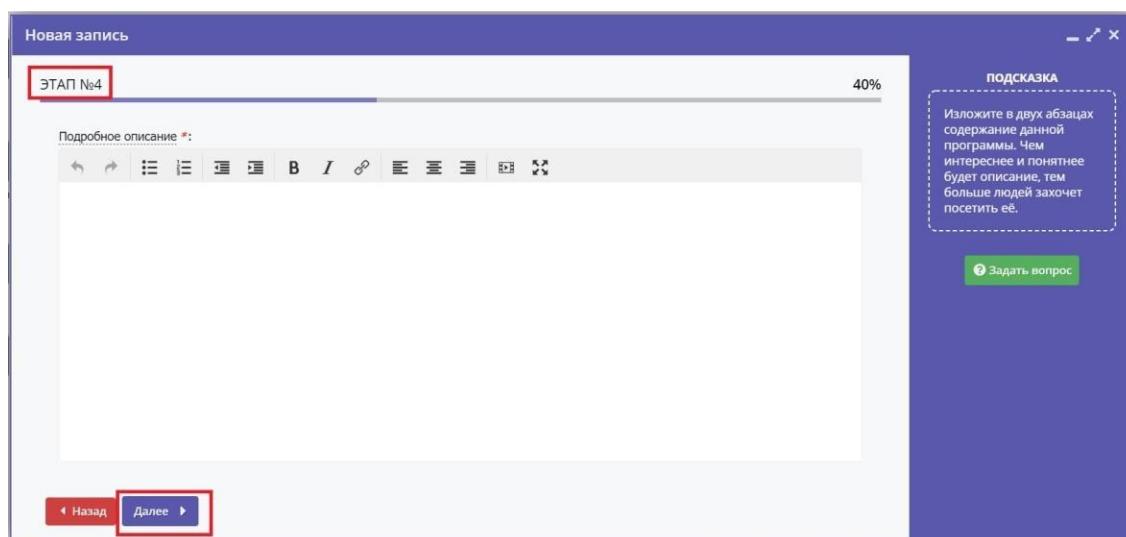 Новая запись
ЭТАП №4
40%
Подробное описание *:
B I
Назад
Далее
ПОДСКАЗКА
Изложите в двух абзацах
содержание данной
программы. Чем
интереснее и понятнее
будет описание, тем
больше людей захочет
посетить её.
Задать вопрос